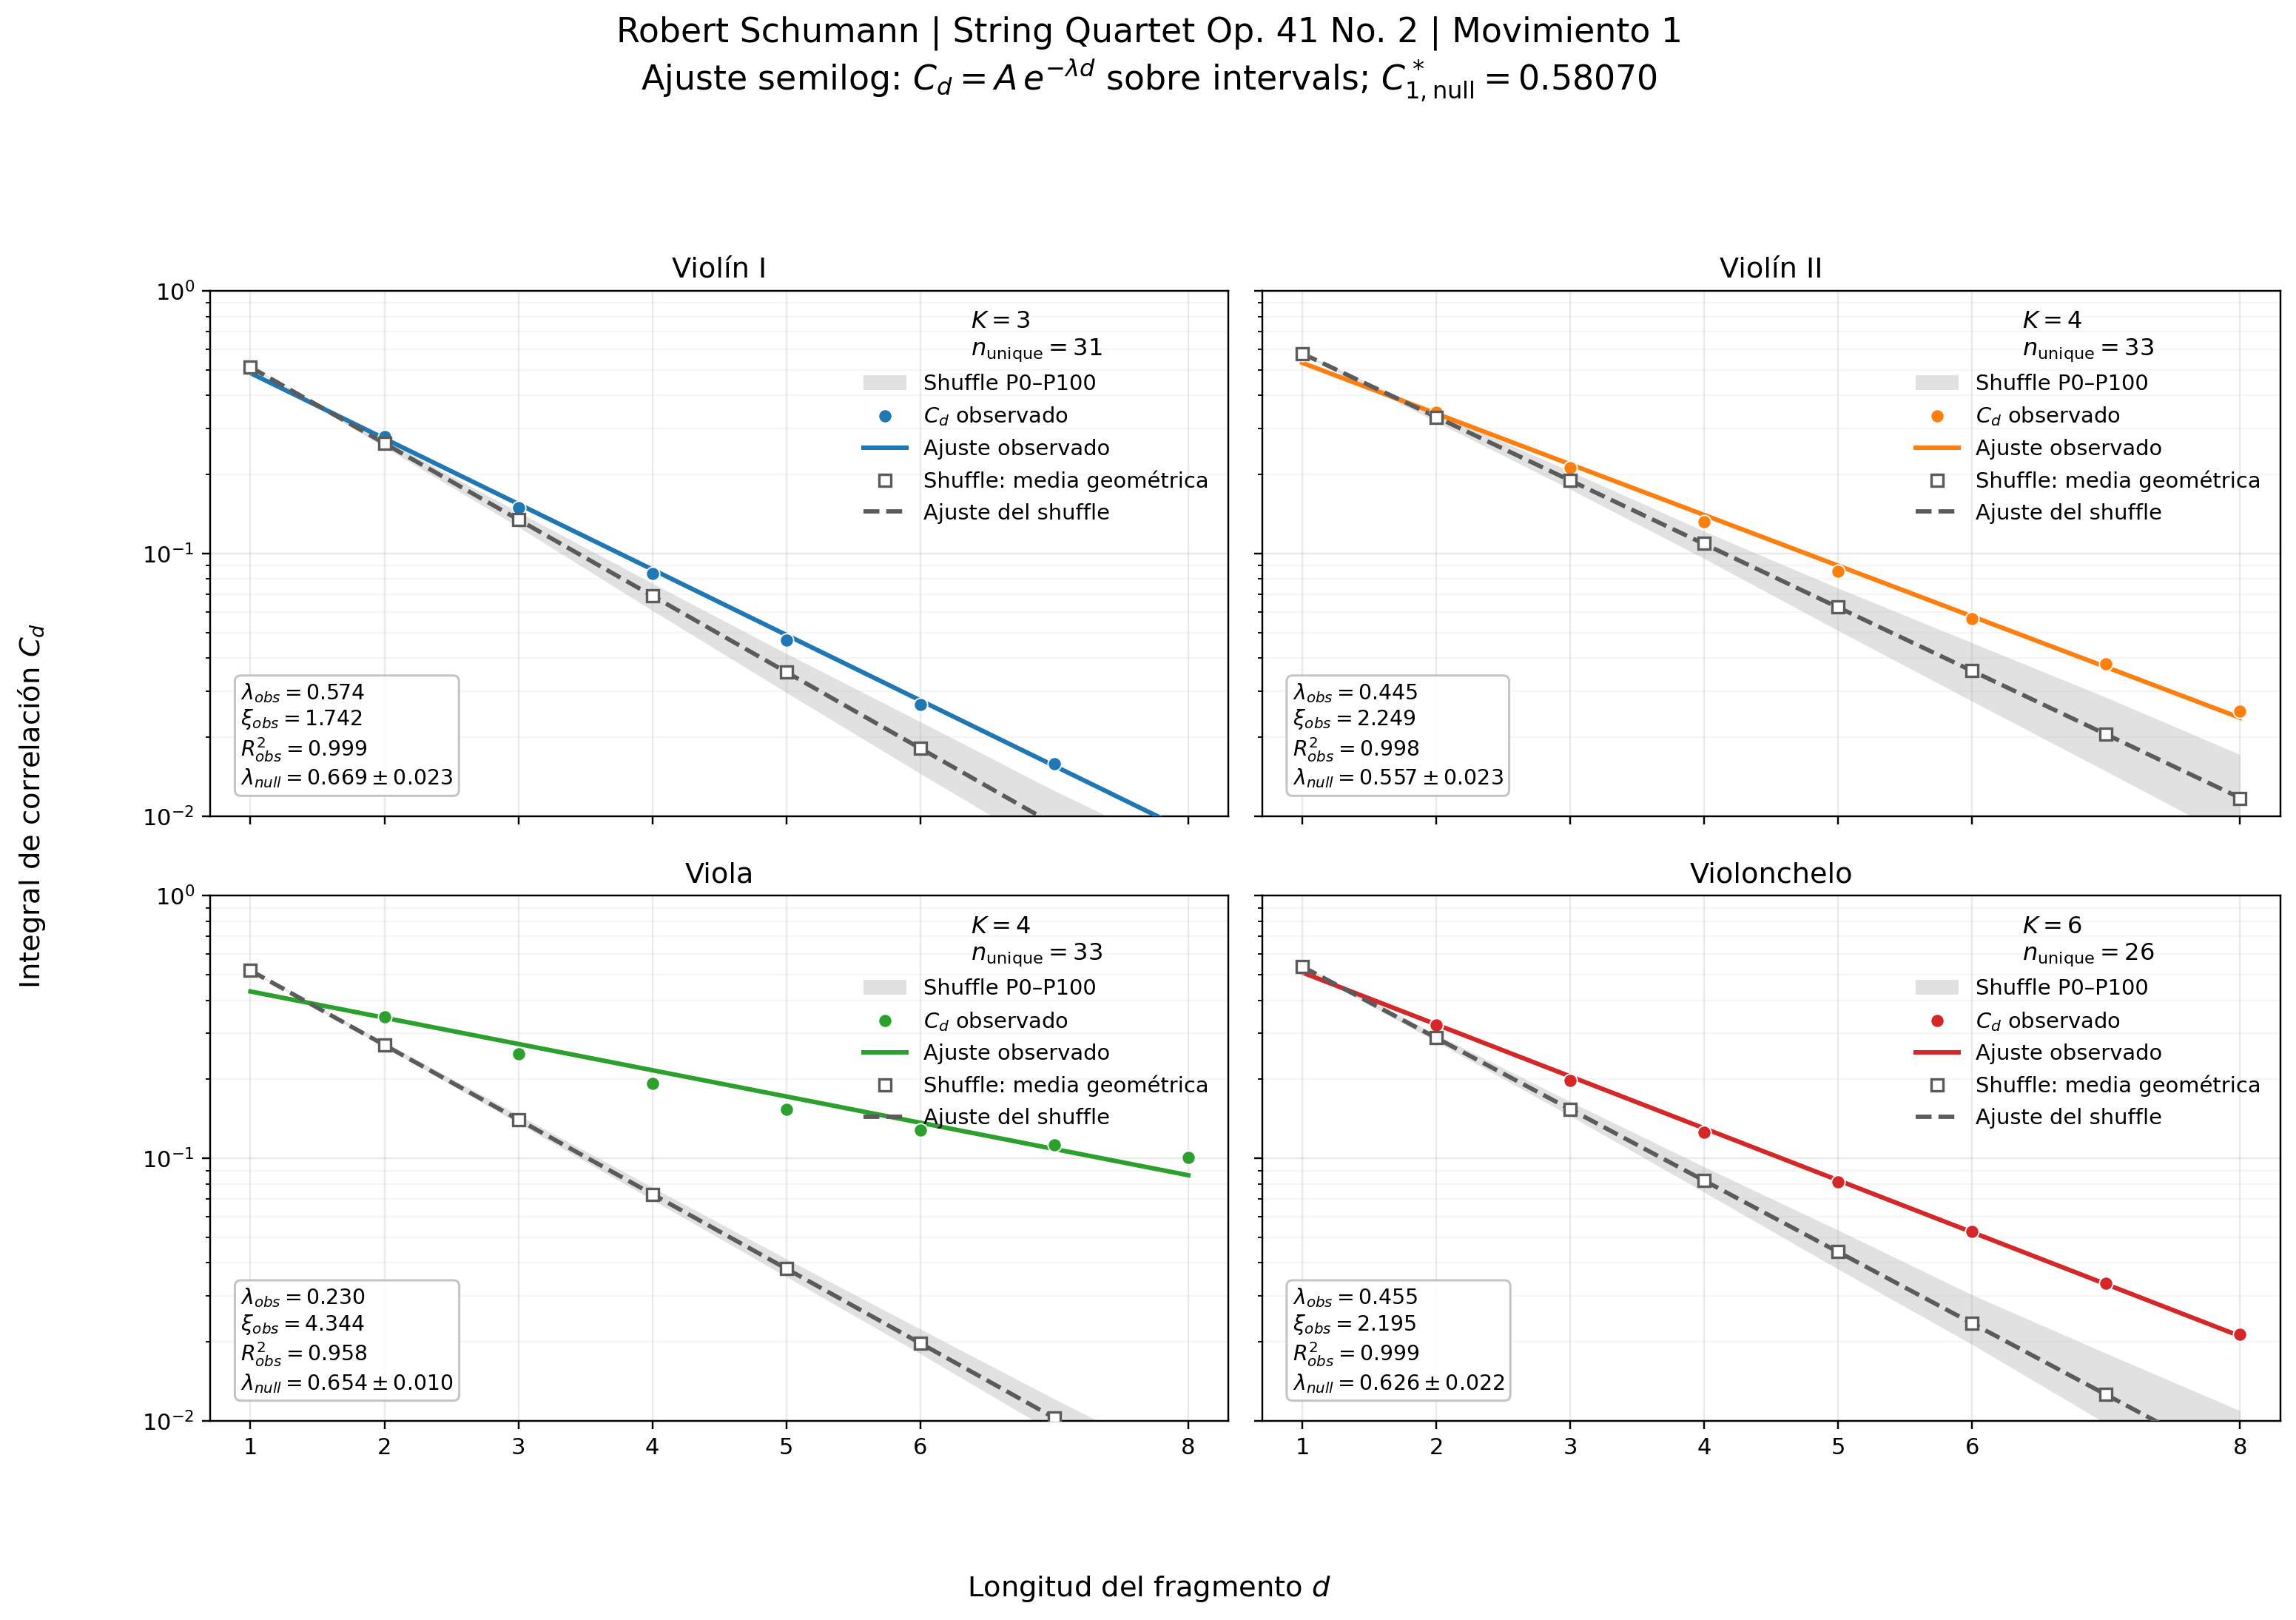 Robert Schumann | String Quartet Op. 41 No. 2 | Movimiento 1
Ajuste semilog: $C_d = A\,e^{-\lambda d}$ sobre intervals; $C^*_{1,\mathrm{null}} = 0.58070$
Integral de correlación $C_d$
Violín I
10⁰
10⁻¹
10⁻²
$K = 3$
$n_{\mathrm{unique}} = 31$
Shuffle P0–P100
$C_d$ observado
Ajuste observado
Shuffle: media geométrica
Ajuste del shuffle
$\lambda_{obs} = 0.574$
$\xi_{obs} = 1.742$
$R^2_{obs} = 0.999$
$\lambda_{null} = 0.669 \pm 0.023$
Violín II
$K = 4$
$n_{\mathrm{unique}} = 33$
Shuffle P0–P100
$C_d$ observado
Ajuste observado
Shuffle: media geométrica
Ajuste del shuffle
$\lambda_{obs} = 0.445$
$\xi_{obs} = 2.249$
$R^2_{obs} = 0.998$
$\lambda_{null} = 0.557 \pm 0.023$
Viola
10⁰
10⁻¹
10⁻²
$K = 4$
$n_{\mathrm{unique}} = 33$
Shuffle P0–P100
$C_d$ observado
Ajuste observado
Shuffle: media geométrica
Ajuste del shuffle
$\lambda_{obs} = 0.230$
$\xi_{obs} = 4.344$
$R^2_{obs} = 0.958$
$\lambda_{null} = 0.654 \pm 0.010$
1 2 3 4 5 6 8
Violonchelo
$K = 6$
$n_{\mathrm{unique}} = 26$
Shuffle P0–P100
$C_d$ observado
Ajuste observado
Shuffle: media geométrica
Ajuste del shuffle
$\lambda_{obs} = 0.455$
$\xi_{obs} = 2.195$
$R^2_{obs} = 0.999$
$\lambda_{null} = 0.626 \pm 0.022$
1 2 3 4 5 6 8
Longitud del fragmento $d$